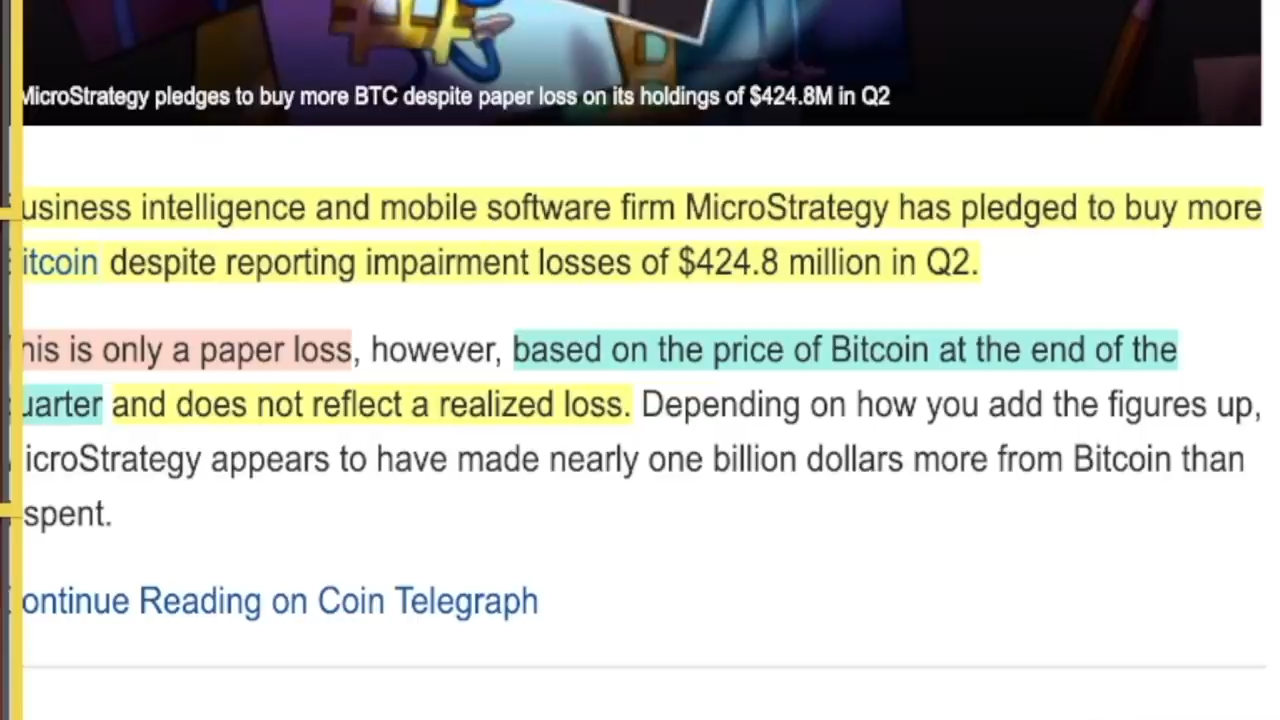 MicroStrategy pledges to buy more BTC despite paper loss on its holdings of $424.8M in Q2
usiness intelligence and mobile software firm MicroStrategy has pledged to buy more
itcoin despite reporting impairment losses of $424.8 million in Q2.
his is only a paper loss, however, based on the price of Bitcoin at the end of the
uarter and does not reflect a realized loss. Depending on how you add the figures up,
icroStrategy appears to have made nearly one billion dollars more from Bitcoin than
spent.
ontinue Reading on Coin Telegraph